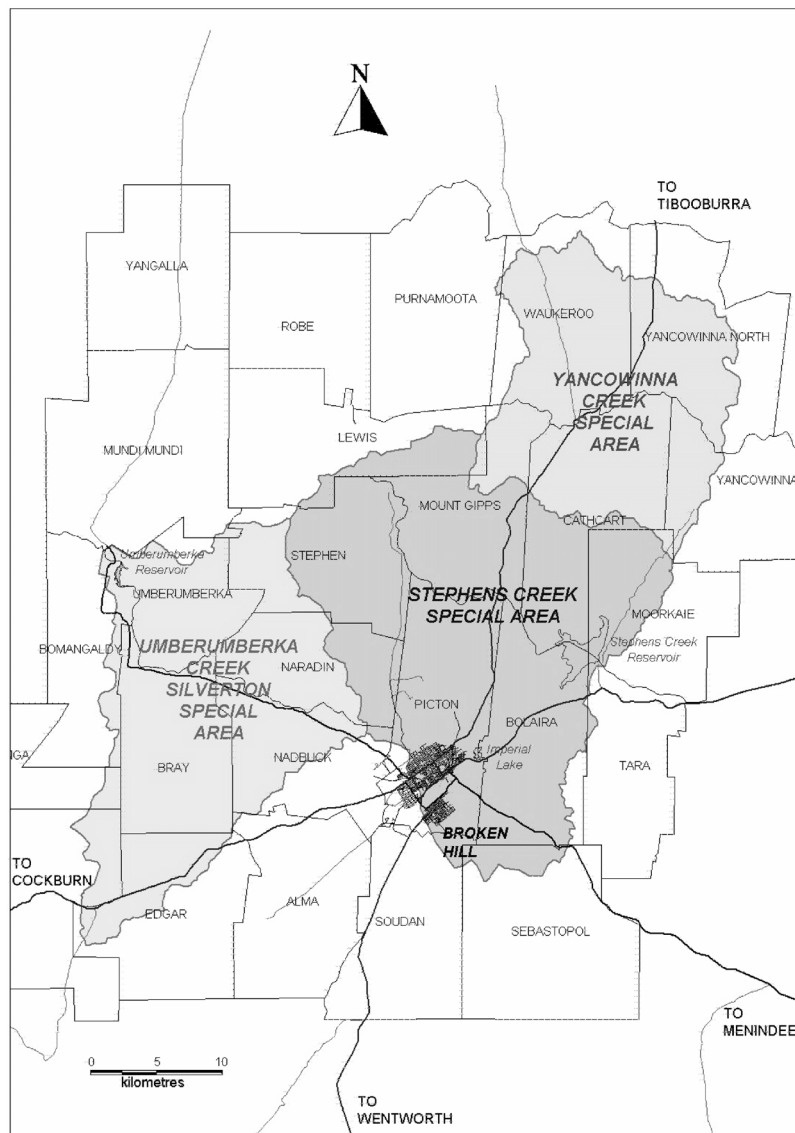 N
TO
TIBOOBURRA
YANGALLA
PURNAMOOTA
ROBE
WAUKEROO
YANCOWINNA NORTH
YANCOWINNA
CREEK
SPECIAL
AREA
LEWIS
MUNDI MUNDI
YANCOWINNA
MOUNT GIPPS
CATHCART
STEPHEN
Umberumberka
Reservoir
UMBERUMBERKA
STEPHENS CREEK
SPECIAL AREA
MOORKAIE
Stephens Creek
Reservoir
BOMANGALDY
UMBERUMBERKA
CREEK
SILVERTON
SPECIAL
AREA
NARADIN
PICTON
BOLAIRA
NGA
BRAY
NADBUCK
Imperial
Lake
TARA
BROKEN
HILL
TO
COCKBURN
EDGAR
ALMA
SOUDAN
SEBASTOPOL
TO
MENINDEE
0 5 10
kilometres
TO
WENTWORTH